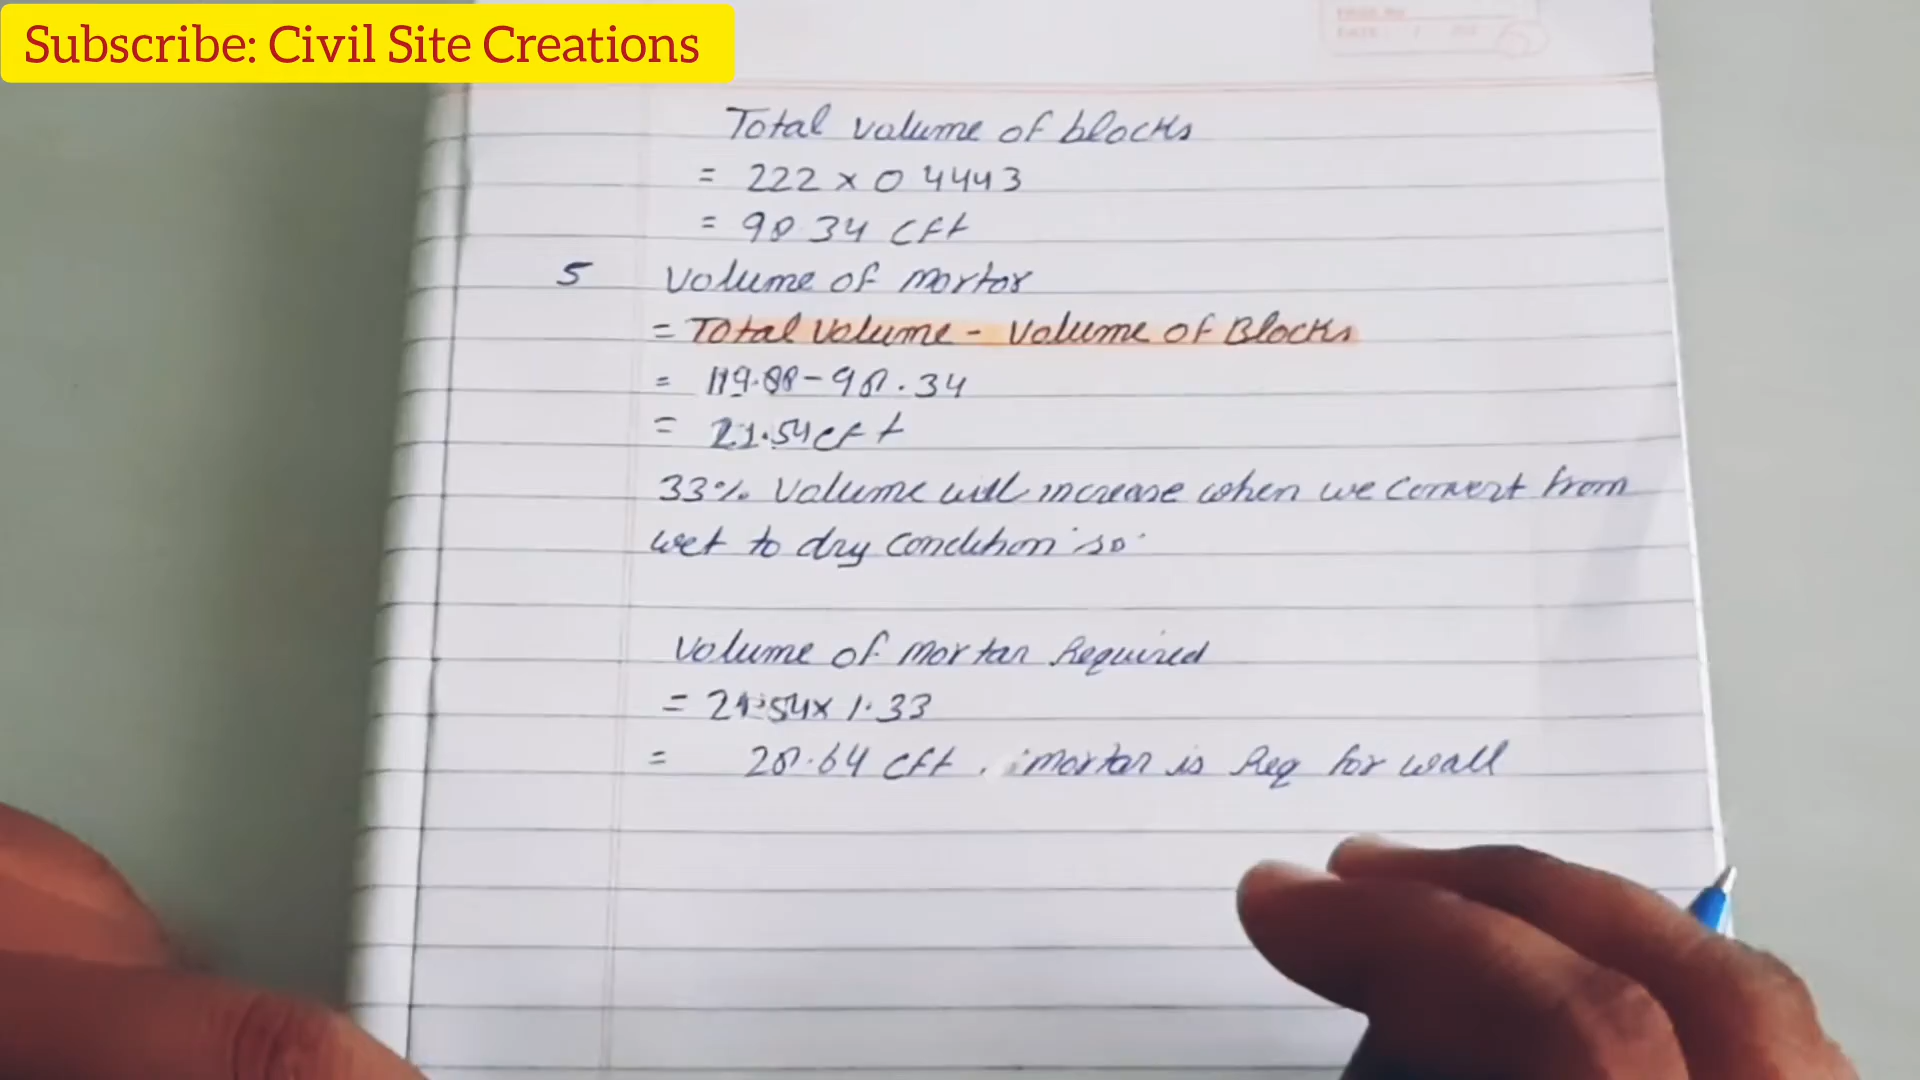 Subscribe: Civil Site Creations
Total volume of blocks
= 222 x 0 4443
= 98 34 cft
5 Volume of mortor
= Total Volume - Volume of Blocks
= 119.88-98.34
= 21.54 cft
33% Volume will increase when we convert from
wet to dry condition so
Volume of mortar Required
= 21.54 x 1.33
= 28.64 cft. mortar is Req for wall